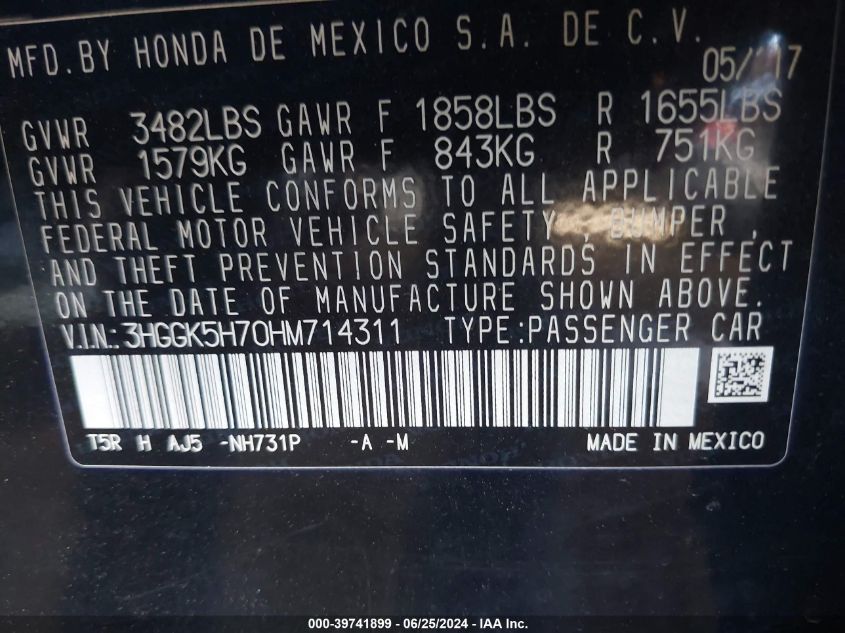 MFD. BY HONDA DE MEXICO S.A. DE C.V.
GVWR 3482LBS GAWR F 1858LBS R 1655LBS
GVWR 1579KG GAWR F 843KG R 751KG
THIS VEHICLE CONFORMS TO ALL APPLICABLE
FEDERAL MOTOR VEHICLE SAFETY, BUMPER,
AND THEFT PREVENTION STANDARDS IN EFFECT
ON THE DATE OF MANUFACTURE SHOWN ABOVE.
V.I.N.: 3HGGK5H70HM714311 TYPE:PASSENGER CAR
T5R H AJ5 -NH731P -A -M MADE IN MEXICO
000-39741899 - 06/25/2024 - IAA Inc.